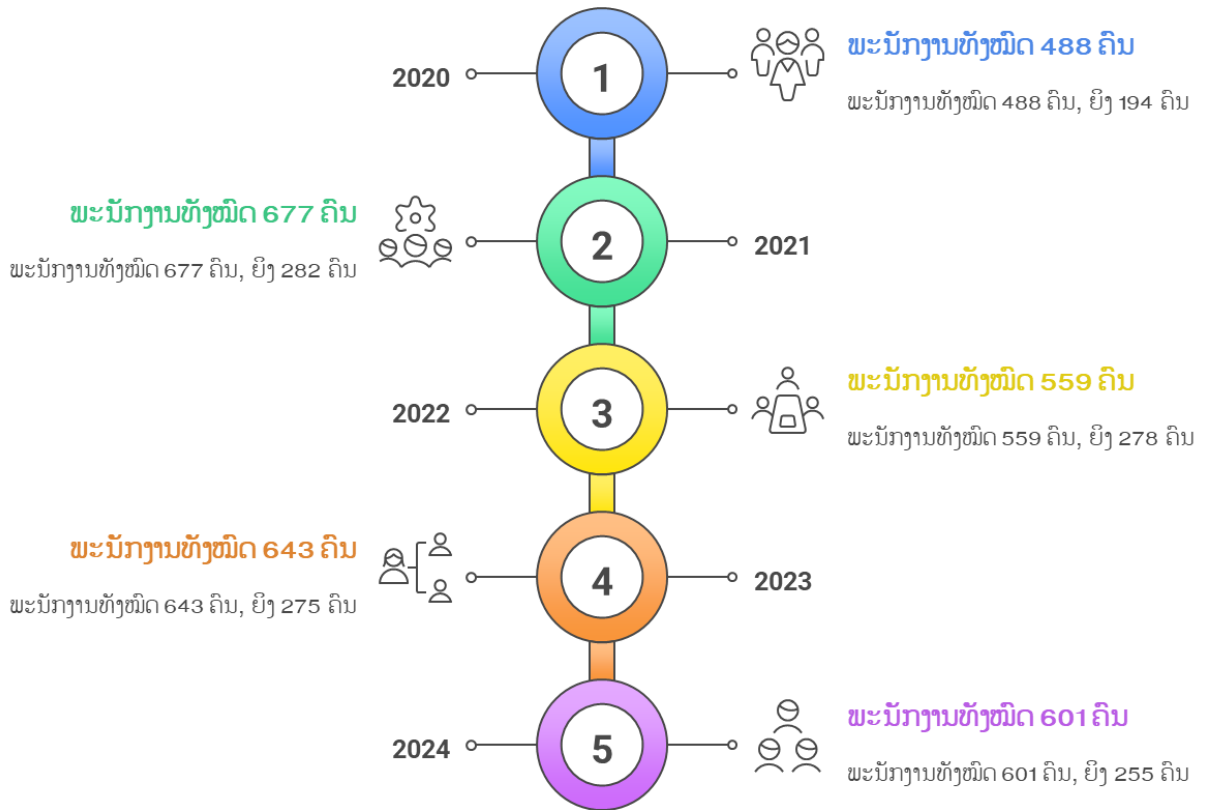 2020
1
ພະນັກງານທັງໝົດ 488 ຄົນ
ພະນັກງານທັງໝົດ 488 ຄົນ, ຍິງ 194 ຄົນ
ພະນັກງານທັງໝົດ 677 ຄົນ
ພະນັກງານທັງໝົດ 677 ຄົນ, ຍິງ 282 ຄົນ
2
2021
2022
3
ພະນັກງານທັງໝົດ 559 ຄົນ
ພະນັກງານທັງໝົດ 559 ຄົນ, ຍິງ 278 ຄົນ
ພະນັກງານທັງໝົດ 643 ຄົນ
ພະນັກງານທັງໝົດ 643 ຄົນ, ຍິງ 275 ຄົນ
4
2023
2024
5
ພະນັກງານທັງໝົດ 601 ຄົນ
ພະນັກງານທັງໝົດ 601 ຄົນ, ຍິງ 255 ຄົນ